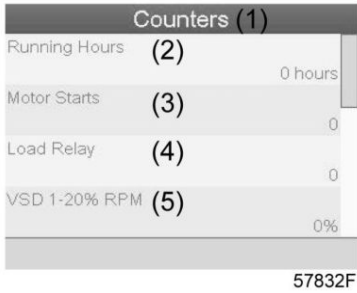 Counters (1)
Running Hours (2)
0 hours
Motor Starts (3)
0
Load Relay (4)
0
VSD 1-20% RPM (5)
0%
57832F